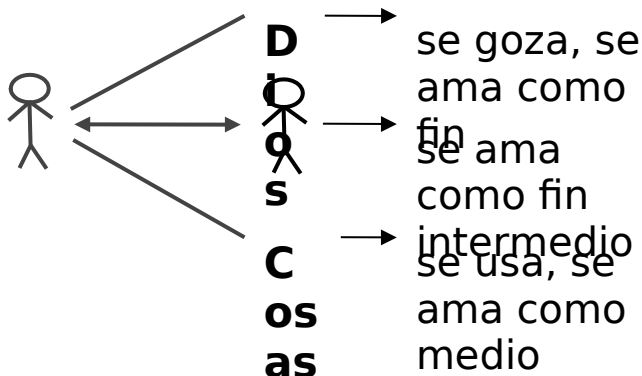 D
i
o
s
se goza, se
ama como
fin
se ama
como fin
intermedio
C
os
as
se usa, se
ama como
medio